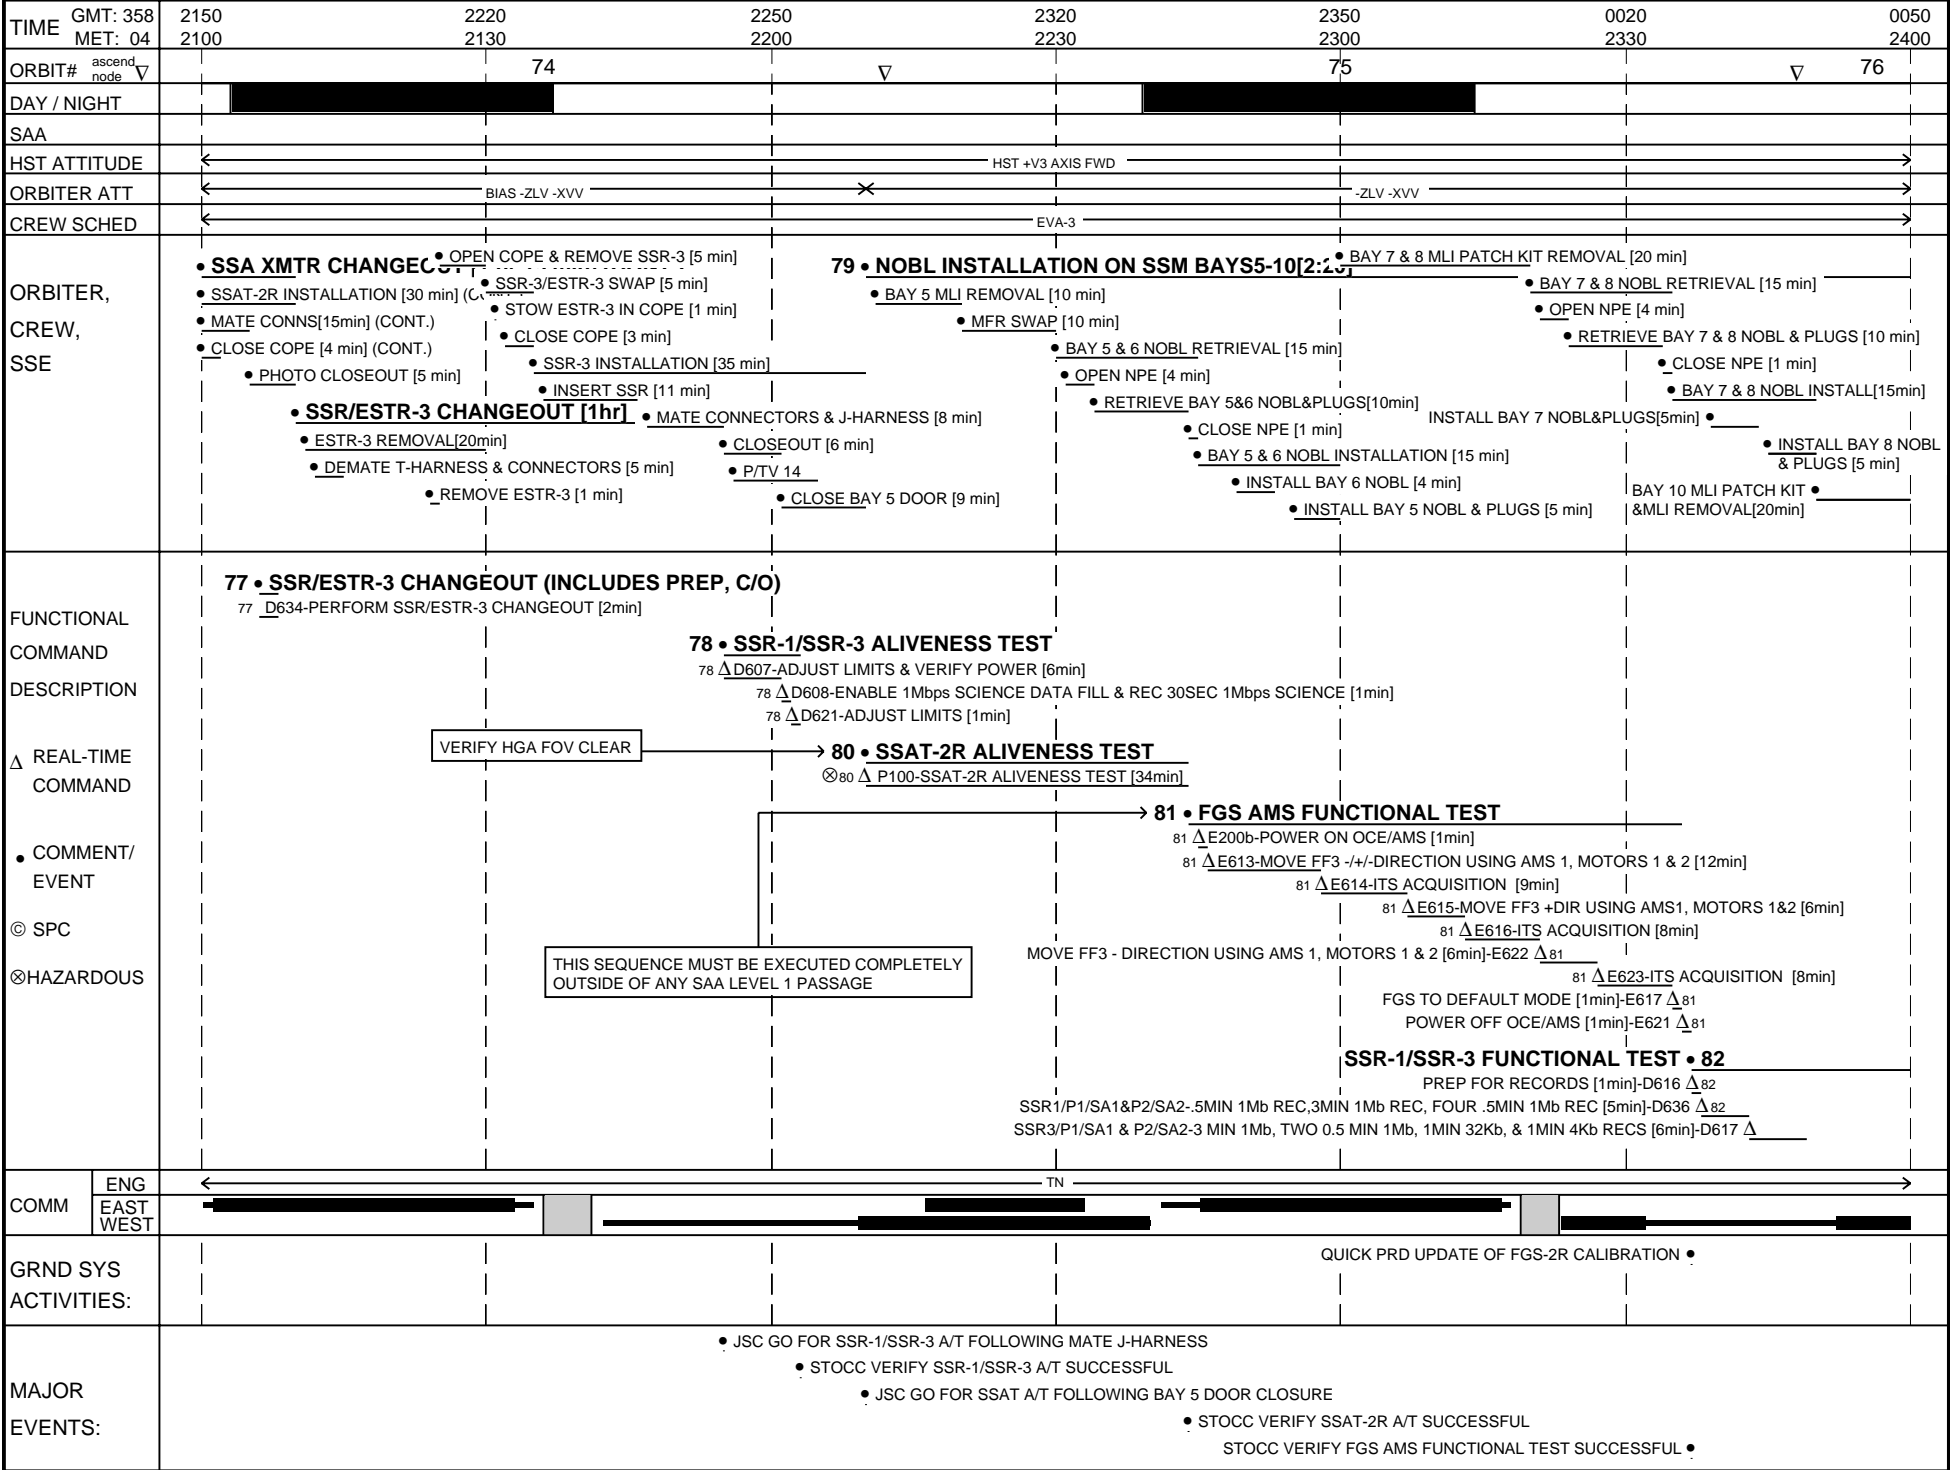 TIME GMT: 358 2150 2220 2250 2320 2350 0020 0050
MET: 04 2100 2130 2200 2230 2300 2330 2400
ORBIT# ascend node ∇ 74 ∇ 75 ∇ 76
DAY / NIGHT
SAA
HST ATTITUDE HST +V3 AXIS FWD
ORBITER ATT BIAS -ZLV -XVV -ZLV -XVV
CREW SCHED EVA-3
ORBITER,
CREW,
SSE
• SSA XMTR CHANGEOUT
• SSAT-2R INSTALLATION [30 min]
• MATE CONNS[15min] (CONT.)
• CLOSE COPE [4 min] (CONT.)
• PHOTO CLOSEOUT [5 min]
• SSR/ESTR-3 CHANGEOUT [1hr]
• ESTR-3 REMOVAL[20min]
• DEMATE T-HARNESS & CONNECTORS [5 min]
• REMOVE ESTR-3 [1 min]
• OPEN COPE & REMOVE SSR-3 [5 min]
• SSR-3/ESTR-3 SWAP [5 min]
• STOW ESTR-3 IN COPE [1 min]
• CLOSE COPE [3 min]
• SSR-3 INSTALLATION [35 min]
• INSERT SSR [11 min]
• MATE CONNECTORS & J-HARNESS [8 min]
• CLOSEOUT [6 min]
• P/TV 14
• CLOSE BAY 5 DOOR [9 min]
79 • NOBL INSTALLATION ON SSM BAYS5-10[2:20]
• BAY 5 MLI REMOVAL [10 min]
• MFR SWAP [10 min]
• BAY 5 & 6 NOBL RETRIEVAL [15 min]
• OPEN NPE [4 min]
• RETRIEVE BAY 5&6 NOBL&PLUGS[10min]
• CLOSE NPE [1 min]
• BAY 5 & 6 NOBL INSTALLATION [15 min]
• INSTALL BAY 6 NOBL [4 min]
• INSTALL BAY 5 NOBL & PLUGS [5 min]
• BAY 7 & 8 MLI PATCH KIT REMOVAL [20 min]
• BAY 7 & 8 NOBL RETRIEVAL [15 min]
• OPEN NPE [4 min]
• RETRIEVE BAY 7 & 8 NOBL & PLUGS [10 min]
• CLOSE NPE [1 min]
• BAY 7 & 8 NOBL INSTALL[15min]
INSTALL BAY 7 NOBL&PLUGS[5min] •
• INSTALL BAY 8 NOBL
& PLUGS [5 min]
BAY 10 MLI PATCH KIT •
&MLI REMOVAL[20min]
FUNCTIONAL
COMMAND
DESCRIPTION
Δ REAL-TIME
COMMAND
• COMMENT/
EVENT
© SPC
⊗HAZARDOUS
77 • SSR/ESTR-3 CHANGEOUT (INCLUDES PREP, C/O)
77 D634-PERFORM SSR/ESTR-3 CHANGEOUT [2min]
78 • SSR-1/SSR-3 ALIVENESS TEST
78 ΔD607-ADJUST LIMITS & VERIFY POWER [6min]
78 ΔD608-ENABLE 1Mbps SCIENCE DATA FILL & REC 30SEC 1Mbps SCIENCE [1min]
78 ΔD621-ADJUST LIMITS [1min]
VERIFY HGA FOV CLEAR
80 • SSAT-2R ALIVENESS TEST
⊗80 Δ P100-SSAT-2R ALIVENESS TEST [34min]
81 • FGS AMS FUNCTIONAL TEST
81 ΔE200b-POWER ON OCE/AMS [1min]
81 ΔE613-MOVE FF3 -/+/-DIRECTION USING AMS 1, MOTORS 1 & 2 [12min]
81 ΔE614-ITS ACQUISITION [9min]
81 ΔE615-MOVE FF3 +DIR USING AMS1, MOTORS 1&2 [6min]
81 ΔE616-ITS ACQUISITION [8min]
MOVE FF3 - DIRECTION USING AMS 1, MOTORS 1 & 2 [6min]-E622 Δ81
THIS SEQUENCE MUST BE EXECUTED COMPLETELY
OUTSIDE OF ANY SAA LEVEL 1 PASSAGE
81 ΔE623-ITS ACQUISITION [8min]
FGS TO DEFAULT MODE [1min]-E617 Δ81
POWER OFF OCE/AMS [1min]-E621 Δ81
SSR-1/SSR-3 FUNCTIONAL TEST • 82
PREP FOR RECORDS [1min]-D616 Δ82
SSR1/P1/SA1&P2/SA2-.5MIN 1Mb REC,3MIN 1Mb REC, FOUR .5MIN 1Mb REC [5min]-D636 Δ82
SSR3/P1/SA1 & P2/SA2-3 MIN 1Mb, TWO 0.5 MIN 1Mb, 1MIN 32Kb, & 1MIN 4Kb RECS [6min]-D617 Δ
COMM ENG TN
EAST
WEST
GRND SYS
ACTIVITIES:
QUICK PRD UPDATE OF FGS-2R CALIBRATION •
MAJOR
EVENTS:
• JSC GO FOR SSR-1/SSR-3 A/T FOLLOWING MATE J-HARNESS
• STOCC VERIFY SSR-1/SSR-3 A/T SUCCESSFUL
• JSC GO FOR SSAT A/T FOLLOWING BAY 5 DOOR CLOSURE
• STOCC VERIFY SSAT-2R A/T SUCCESSFUL
STOCC VERIFY FGS AMS FUNCTIONAL TEST SUCCESSFUL •